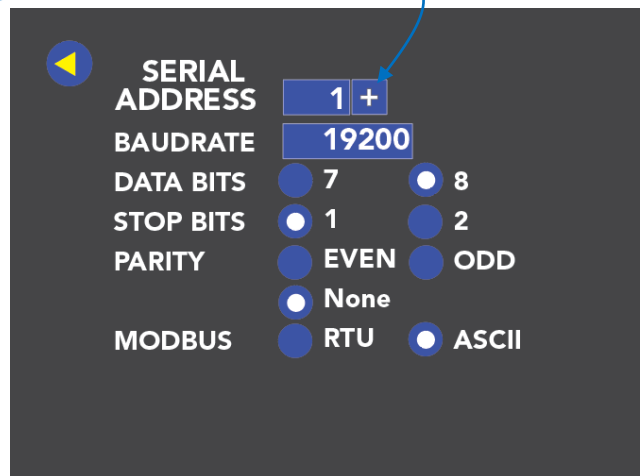 SERIAL
ADDRESS 1 +
BAUDRATE 19200
DATA BITS 7 8
STOP BITS 1 2
PARITY EVEN ODD
None
MODBUS RTU ASCII